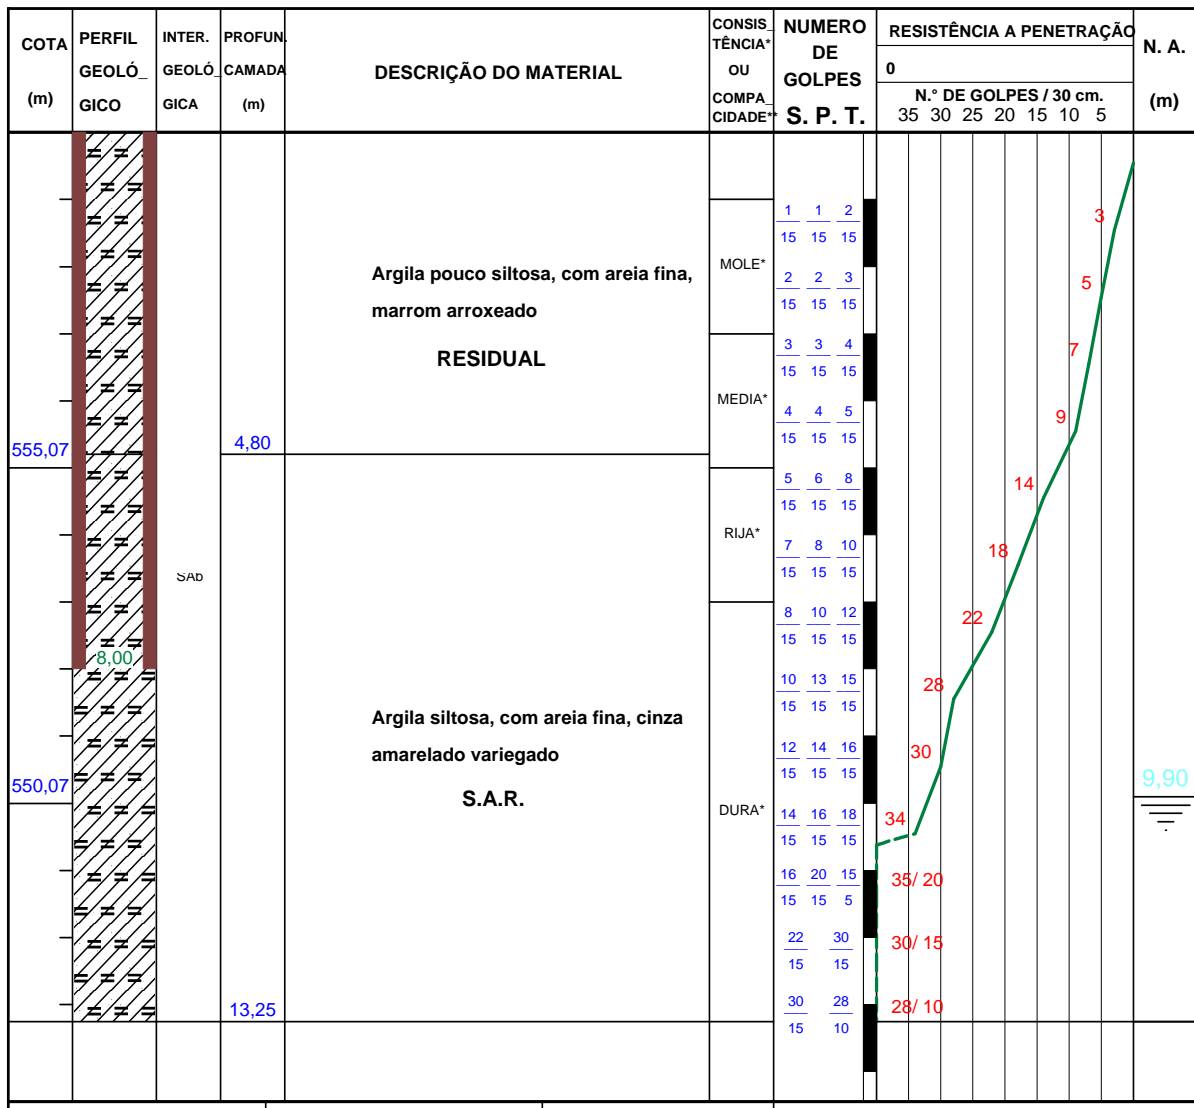 COTA
(m)
PERFIL
GEOLÓ_
GICO
INTER.
GEOLÓ_
GICA
PROFUN.
CAMADA
(m)
DESCRIÇÃO DO MATERIAL
CONSIS_
TÊNCIA*
OU
COMPA_
CIDADE**
NUMERO
DE
GOLPES
S. P. T.
RESISTÊNCIA A PENETRAÇÃO
0
N.° DE GOLPES / 30 cm.
35 30 25 20 15 10 5
N. A.
(m)
1 1 2
15 15 15
3
MOLE*
Argila pouco siltosa, com areia fina,
marrom arroxeado
RESIDUAL
2 2 3
15 15 15
5
3 3 4
15 15 15
7
MEDIA*
4 4 5
15 15 15
9
555,07
4,80
5 6 8
15 15 15
14
RIJA*
7 8 10
15 15 15
18
SAb
8 10 12
15 15 15
22
8,00
10 13 15
15 15 15
28
Argila siltosa, com areia fina, cinza
amarelado variegado
S.A.R.
12 14 16
15 15 15
30
550,07
9,90
DURA*
14 16 18
15 15 15
34
16 20 15
15 15 5
35/ 20
22 30
15 15
30/ 15
13,25
30 28
15 10
28/ 10